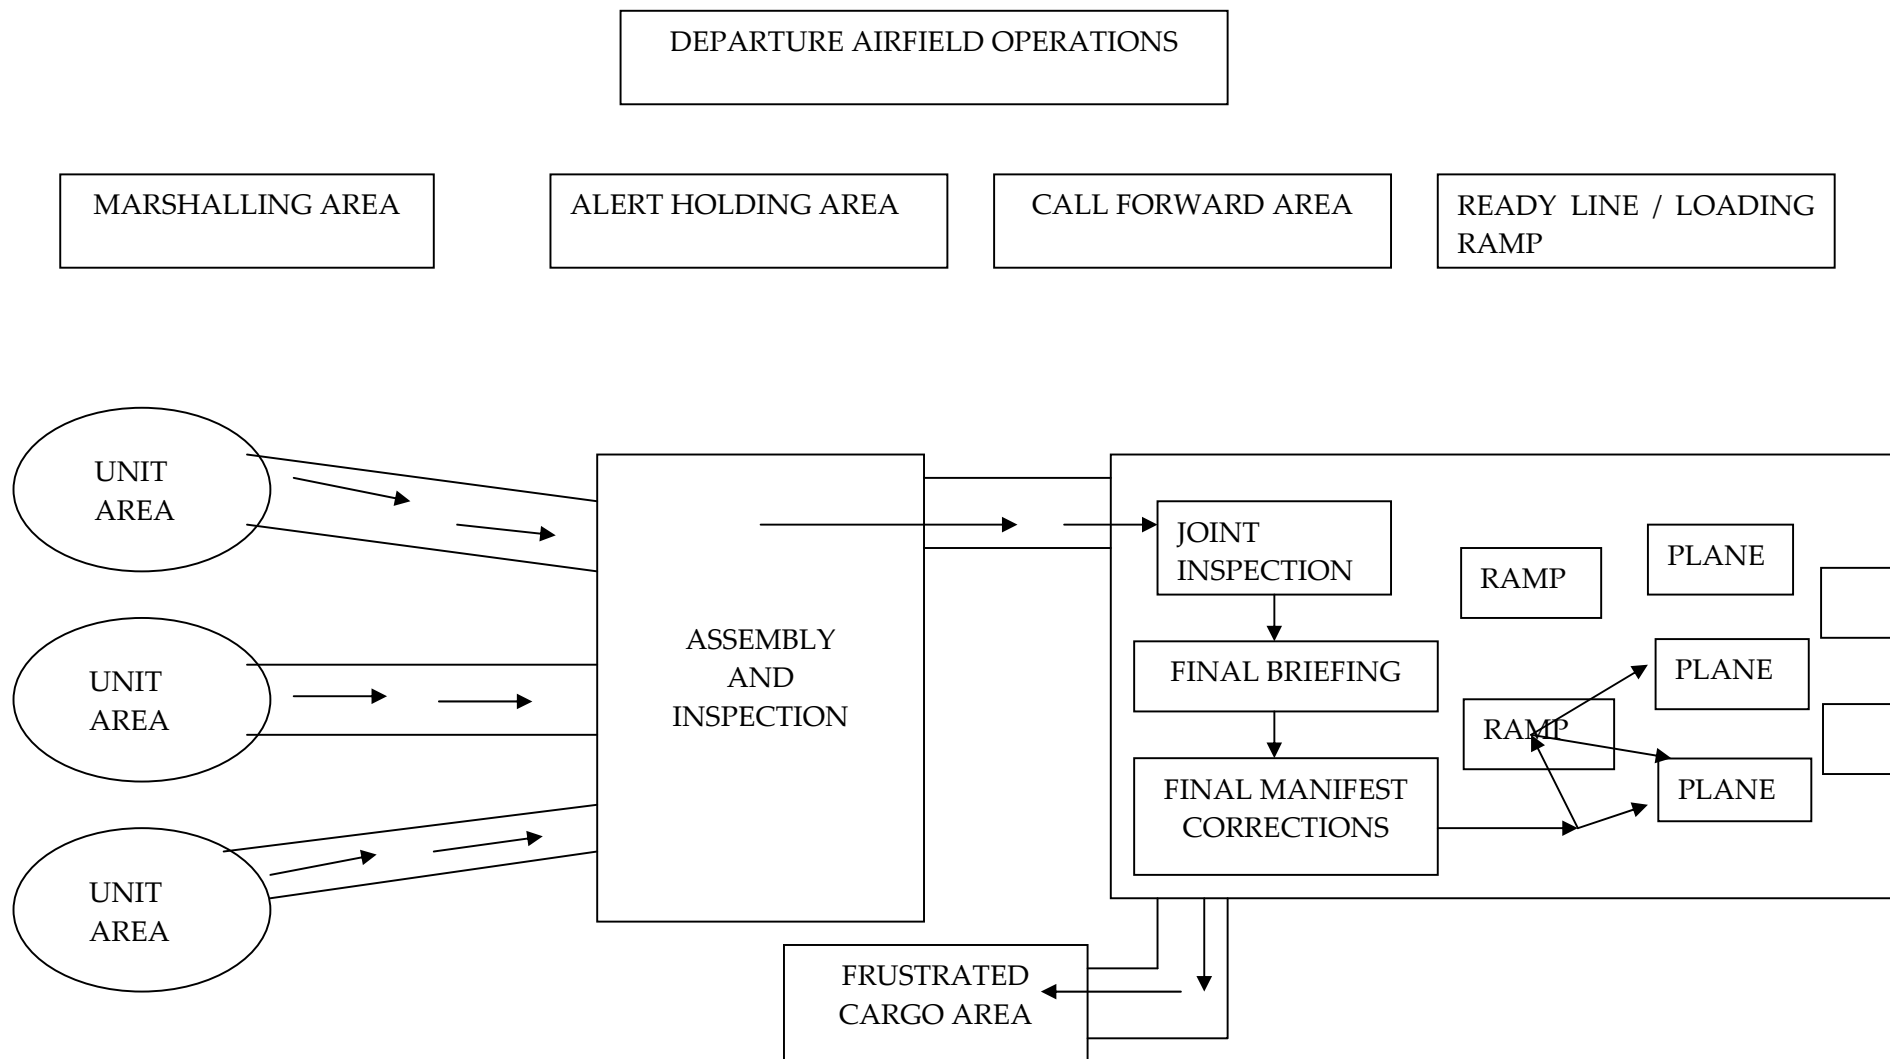 DEPARTURE AIRFIELD OPERATIONS
MARSHALLING AREA
ALERT HOLDING AREA
CALL FORWARD AREA
READY LINE / LOADING
RAMP
UNIT
AREA
UNIT
AREA
UNIT
AREA
ASSEMBLY
AND
INSPECTION
JOINT
INSPECTION
FINAL BRIEFING
FINAL MANIFEST
CORRECTIONS
RAMP
RAMP
PLANE
PLANE
PLANE
FRUSTRATED
CARGO AREA